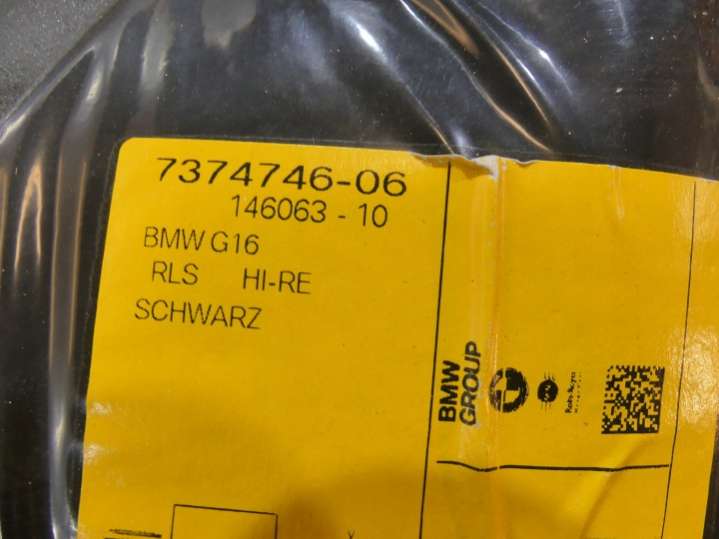 7374746-06
146063 - 10
BMW G16
RLS HI-RE
SCHWARZ
BMW
GROUP